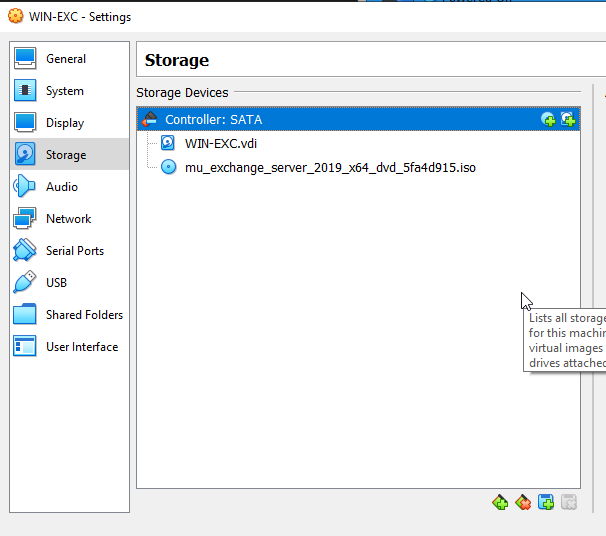 WIN-EXC - Settings
General
System
Display
Storage
Audio
Network
Serial Ports
USB
Shared Folders
User Interface
Storage
Storage Devices
Controller: SATA
WIN-EXC.vdi
mu_exchange_server_2019_x64_dvd_5fa4d915.iso
Lists all storage
for this machin
virtual images
drives attached